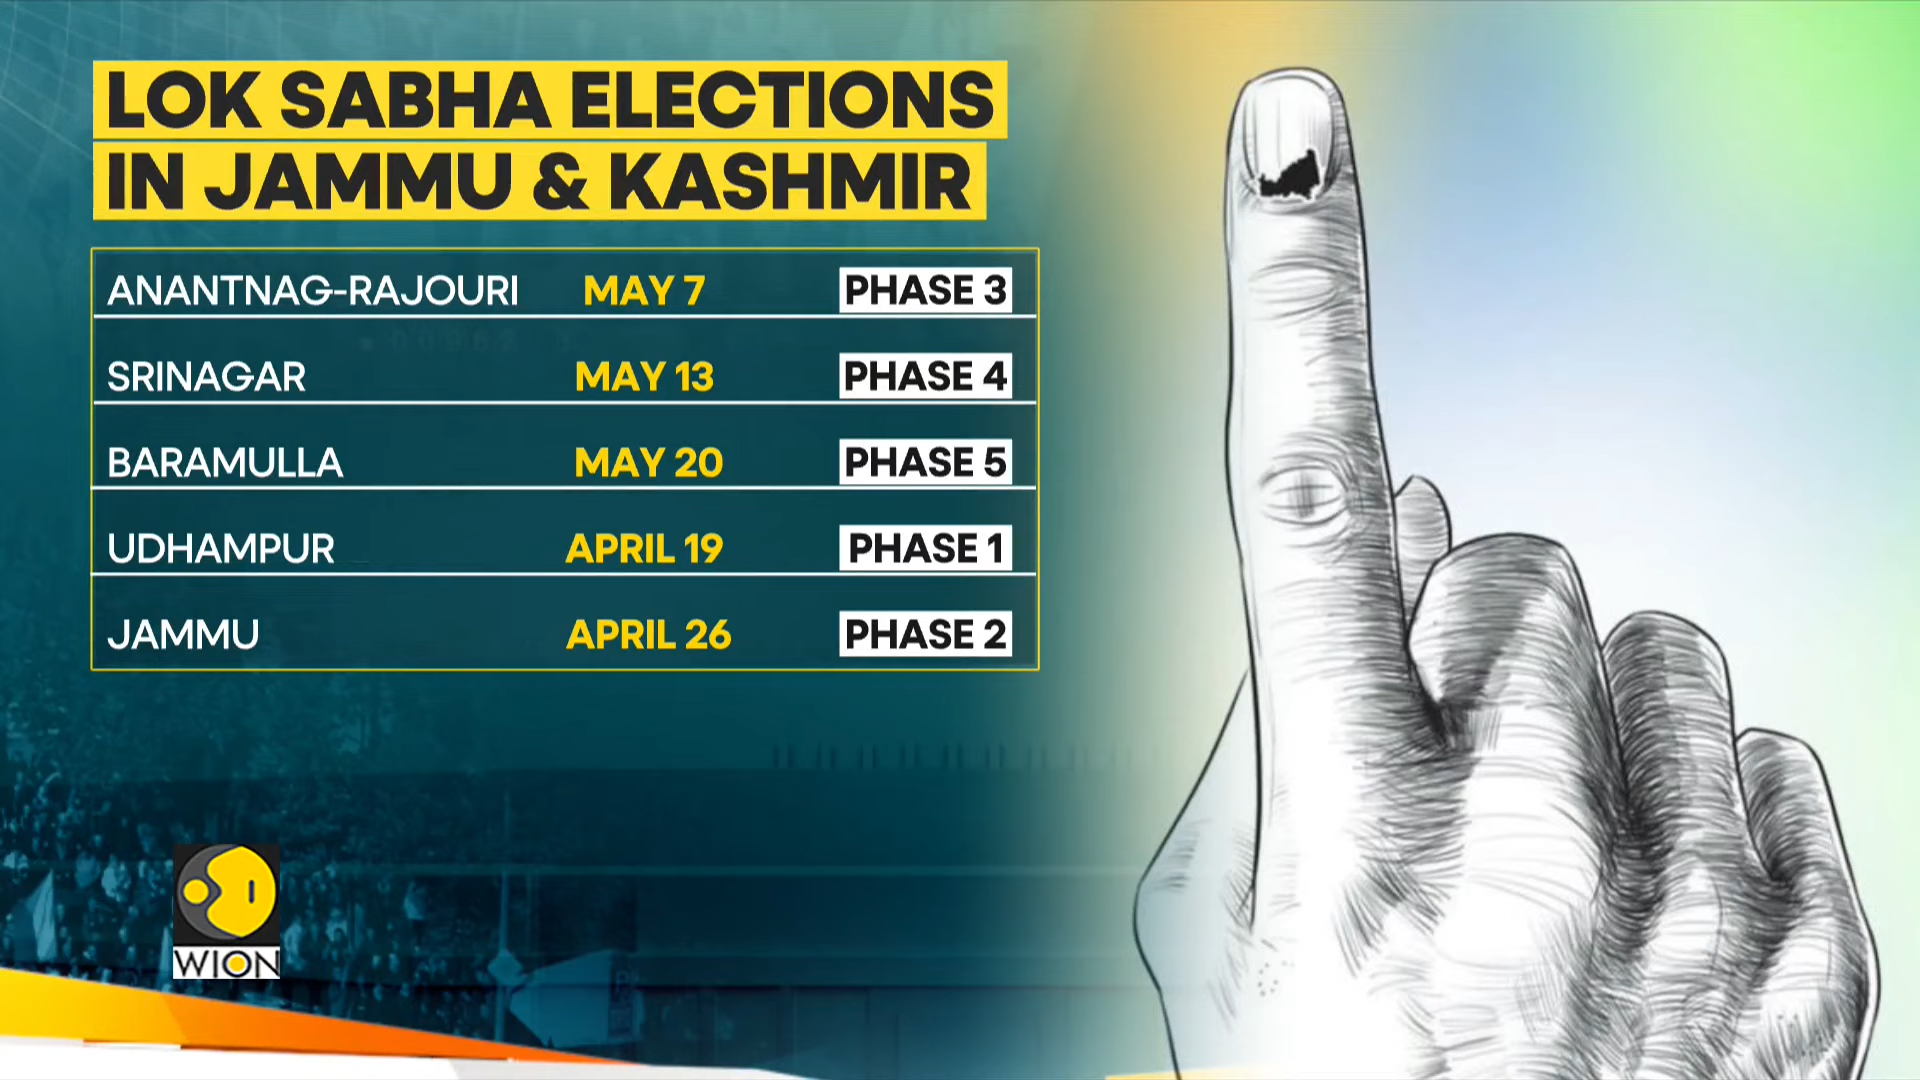 LOK SABHA ELECTIONS
IN JAMMU & KASHMIR
ANANTNAG-RAJOURI MAY 7 PHASE 3
SRINAGAR MAY 13 PHASE 4
BARAMULLA MAY 20 PHASE 5
UDHAMPUR APRIL 19 PHASE 1
JAMMU APRIL 26 PHASE 2
WION